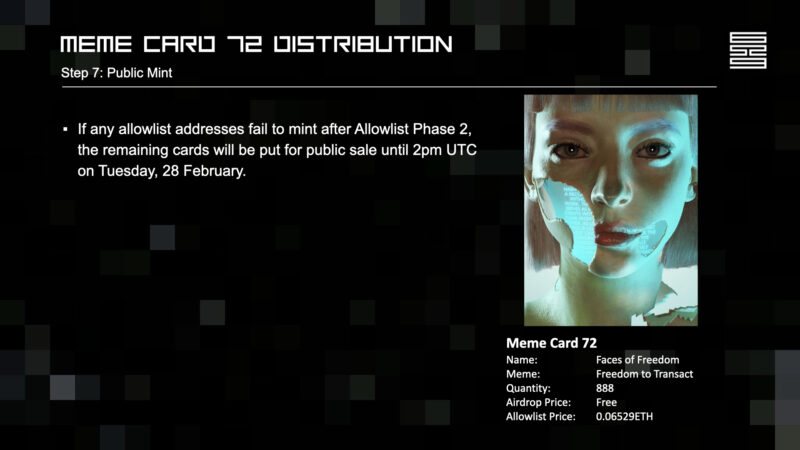 MEME CARD 72 DISTRIBUTION
Step 7: Public Mint
▪ If any allowlist addresses fail to mint after Allowlist Phase 2,
the remaining cards will be put for public sale until 2pm UTC
on Tuesday, 28 February.
Meme Card 72
Name: Faces of Freedom
Meme: Freedom to Transact
Quantity: 888
Airdrop Price: Free
Allowlist Price: 0.06529ETH